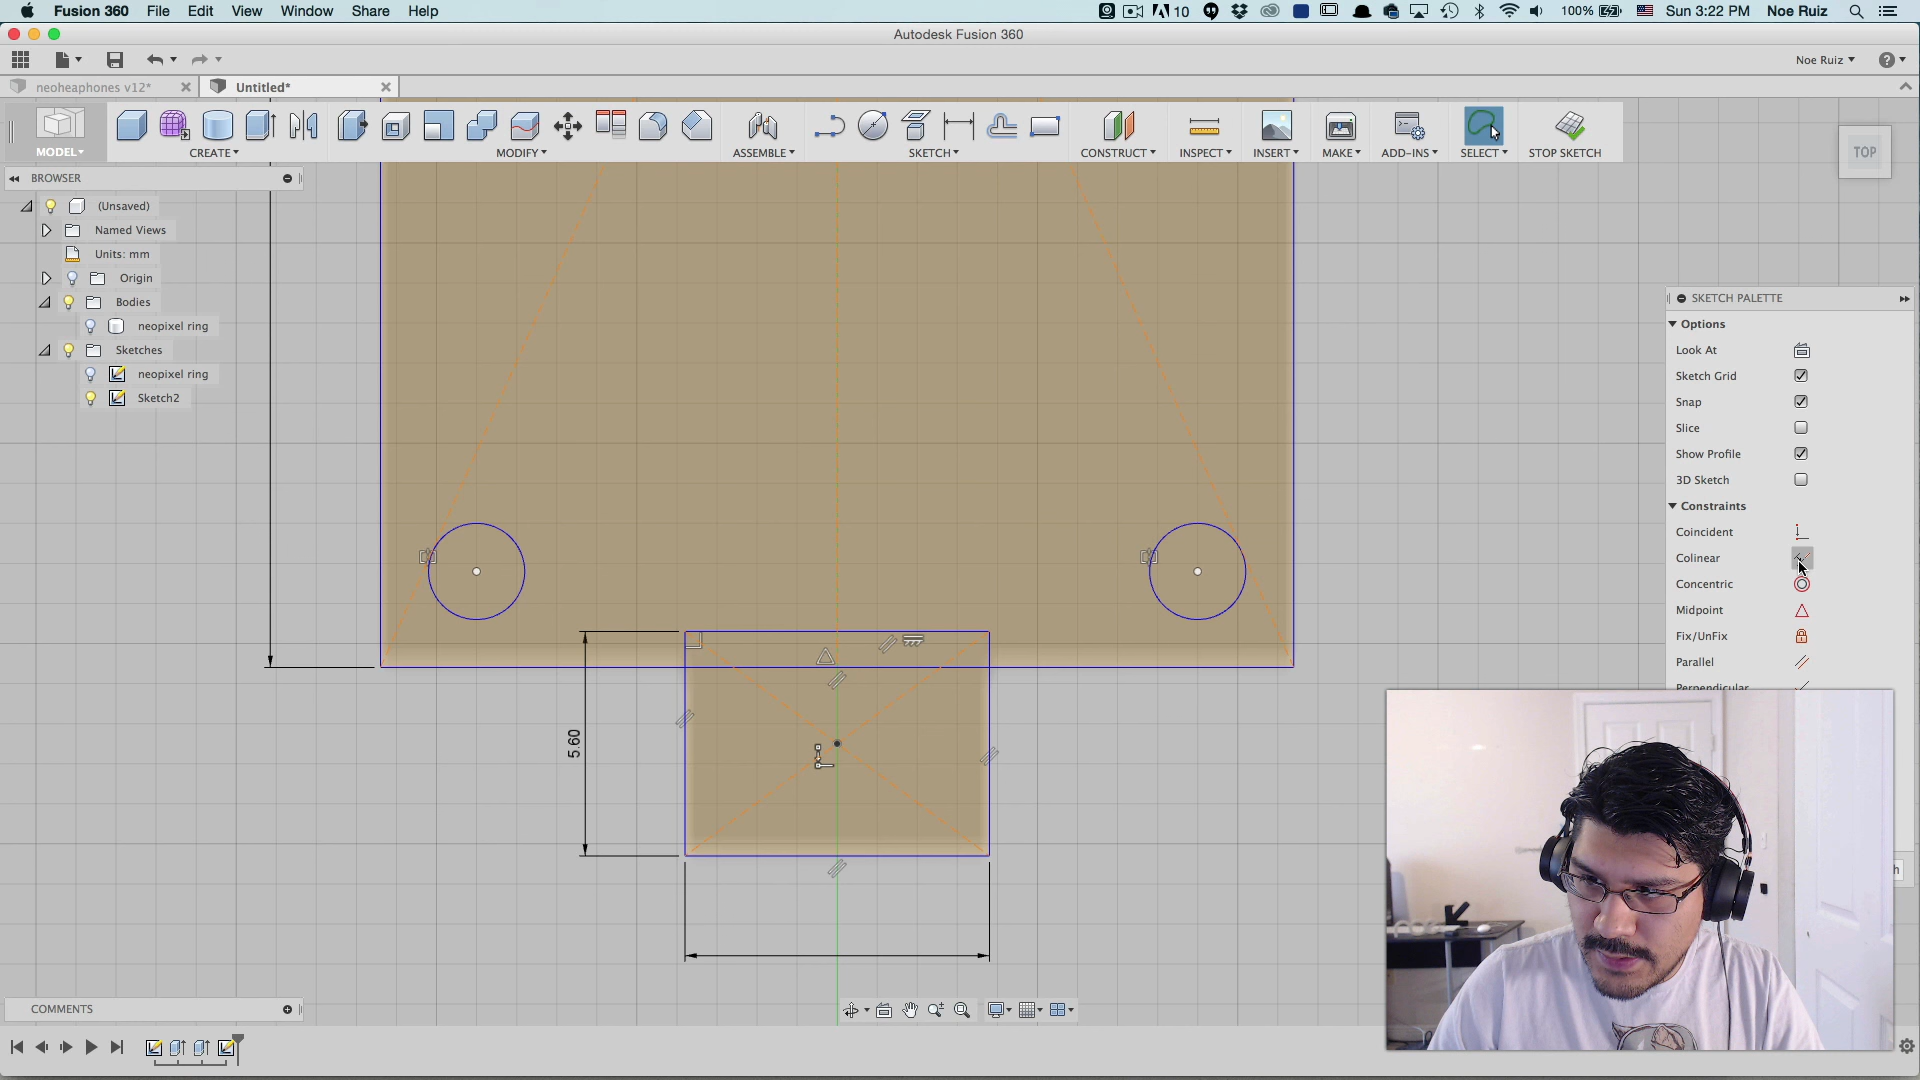 Fusion 360 File Edit View Window Share Help 10 100% Sun 3:22 PM Noe Ruiz
Autodesk Fusion 360
Noe Ruiz
neoheaphones v12* Untitled*
MODEL CREATE MODIFY ASSEMBLE SKETCH CONSTRUCT INSPECT INSERT MAKE ADD-INS SELECT STOP SKETCH
TOP
BROWSER
(Unsaved)
Named Views
Units: mm
Origin
Bodies
neopixel ring
Sketches
neopixel ring
Sketch2
5.60
SKETCH PALETTE
Options
Look At
Sketch Grid
Snap
Slice
Show Profile
3D Sketch
Constraints
Coincident
Colinear
Concentric
Midpoint
Fix/UnFix
Parallel
Perpendicular
COMMENTS